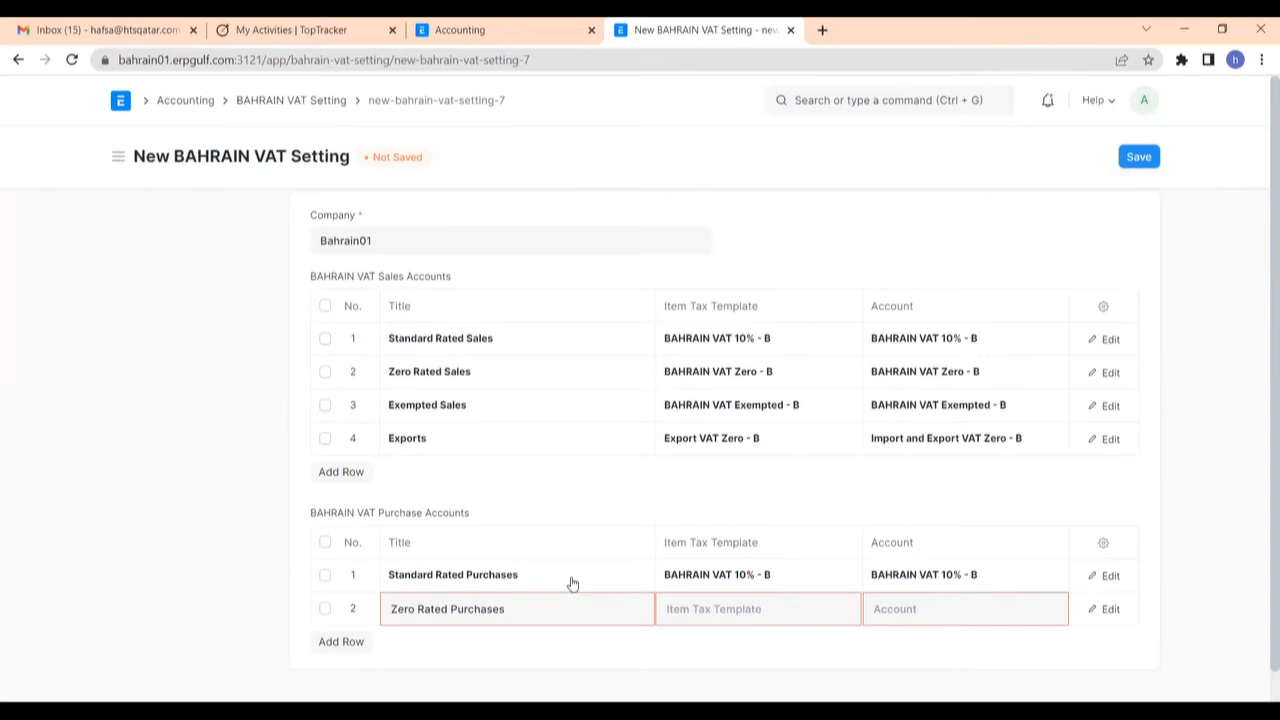 Inbox (15) - hafsa@htsqatar.com
My Activities | TopTracker
E Accounting
E New BAHRAIN VAT Setting - new
bahrain01.erpgulf.com:3121/app/bahrain-vat-setting/new-bahrain-vat-setting-7
h
E > Accounting > BAHRAIN VAT Setting > new-bahrain-vat-setting-7
Search or type a command (Ctrl + G)
Help
A
New BAHRAIN VAT Setting • Not Saved
Save
Company *
Bahrain01
BAHRAIN VAT Sales Accounts
No. Title Item Tax Template Account
1 Standard Rated Sales BAHRAIN VAT 10% - B BAHRAIN VAT 10% - B Edit
2 Zero Rated Sales BAHRAIN VAT Zero - B BAHRAIN VAT Zero - B Edit
3 Exempted Sales BAHRAIN VAT Exempted - B BAHRAIN VAT Exempted - B Edit
4 Exports Export VAT Zero - B Import and Export VAT Zero - B Edit
Add Row
BAHRAIN VAT Purchase Accounts
No. Title Item Tax Template Account
1 Standard Rated Purchases BAHRAIN VAT 10% - B BAHRAIN VAT 10% - B Edit
2 Zero Rated Purchases Item Tax Template Account Edit
Add Row